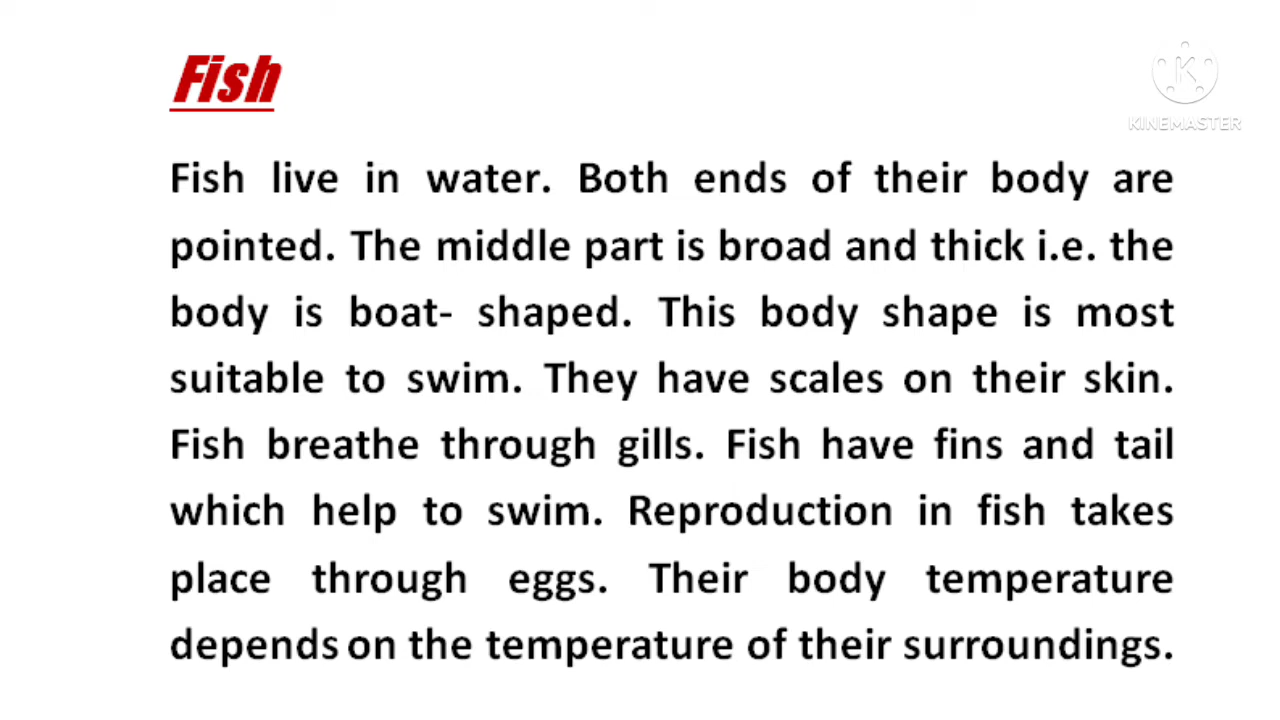 Fish
KINEMASTER
Fish live in water. Both ends of their body are
pointed. The middle part is broad and thick i.e. the
body is boat- shaped. This body shape is most
suitable to swim. They have scales on their skin.
Fish breathe through gills. Fish have fins and tail
which help to swim. Reproduction in fish takes
place through eggs. Their body temperature
depends on the temperature of their surroundings.